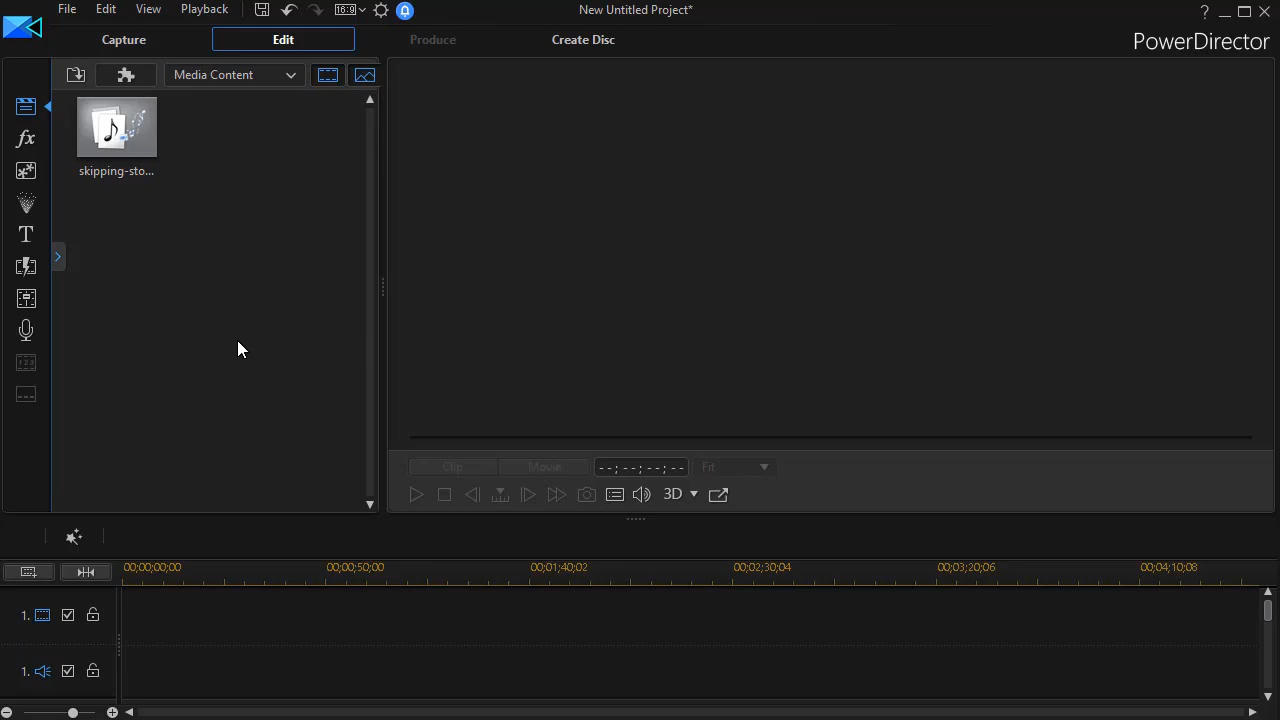 File Edit View Playback 16:9 New Untitled Project* ?
Capture Edit Produce Create Disc PowerDirector
Media Content
fx
skipping-sto...
T
Clip Movie --;--;--;-- Fit
3D
00;00;00;00 00;00;50;00 00;01;40;02 00;02;30;04 00;03;20;06 00;04;10;08
1.
1.